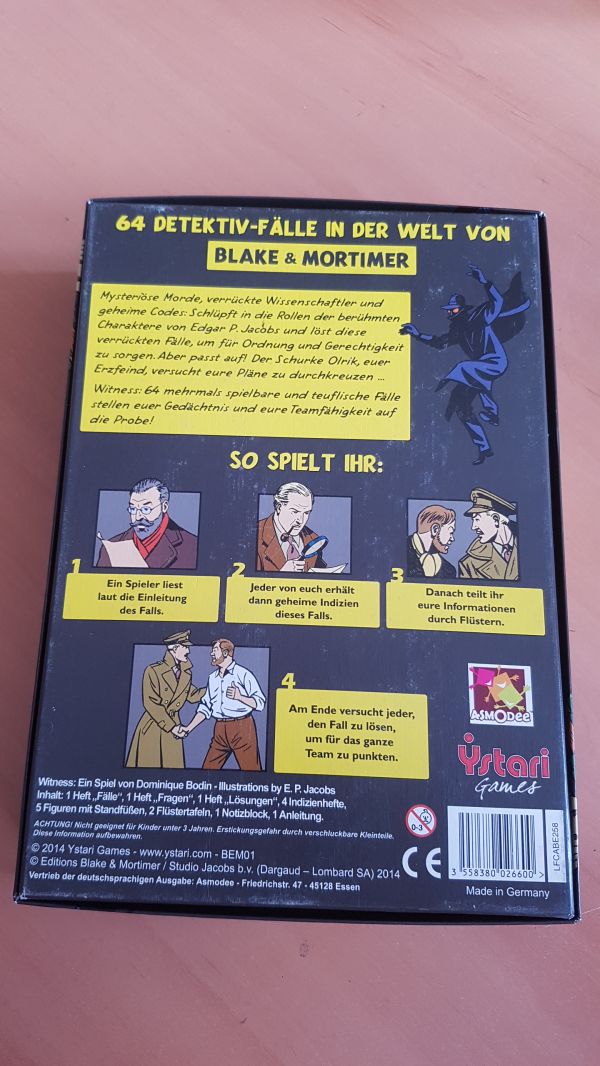 64 DETEKTIV-FÄLLE IN DER WELT VON
BLAKE & MORTIMER
Mysteriöse Morde, verrückte Wissenschaftler und
geheime Codes: Schlüpft in die Rollen der berühmten
Charaktere von Edgar P. Jacobs und löst diese
verrückten Fälle, um für Ordnung und Gerechtigkeit
zu sorgen. Aber passt auf! Der Schurke Olrik, euer
Erzfeind, versucht eure Pläne zu durchkreuzen ...
Witness: 64 mehrmals spielbare und teuflische Fälle
stellen euer Gedächtnis und eure Teamfähigkeit auf
die Probe!
SO SPIELT IHR:
1
Ein Spieler liest
laut die Einleitung
des Falls.
2
Jeder von euch erhält
dann geheime Indizien
dieses Falls.
3
Danach teilt ihr
eure Informationen
durch Flüstern.
4
Am Ende versucht jeder,
den Fall zu lösen,
um für das ganze
Team zu punkten.
ASMODEE
Ystari
Games
Witness: Ein Spiel von Dominique Bodin - Illustrations by E. P. Jacobs
Inhalt: 1 Heft „Fälle", 1 Heft „Fragen", 1 Heft „Lösungen", 4 Indizienhefte,
5 Figuren mit Standfüßen, 2 Flüstertafeln, 1 Notizblock, 1 Anleitung.
ACHTUNG! Nicht geeignet für Kinder unter 3 Jahren. Erstickungsgefahr durch verschluckbare Kleinteile.
Diese Information aufbewahren.
© 2014 Ystari Games - www.ystari.com - BEM01
© Editions Blake & Mortimer / Studio Jacobs b.v. (Dargaud – Lombard SA) 2014
Vertrieb der deutschsprachigen Ausgabe: Asmodee - Friedrichstr. 47 - 45128 Essen
0-3
CE
3 558380 026600 >
LFCABE258
Made in Germany